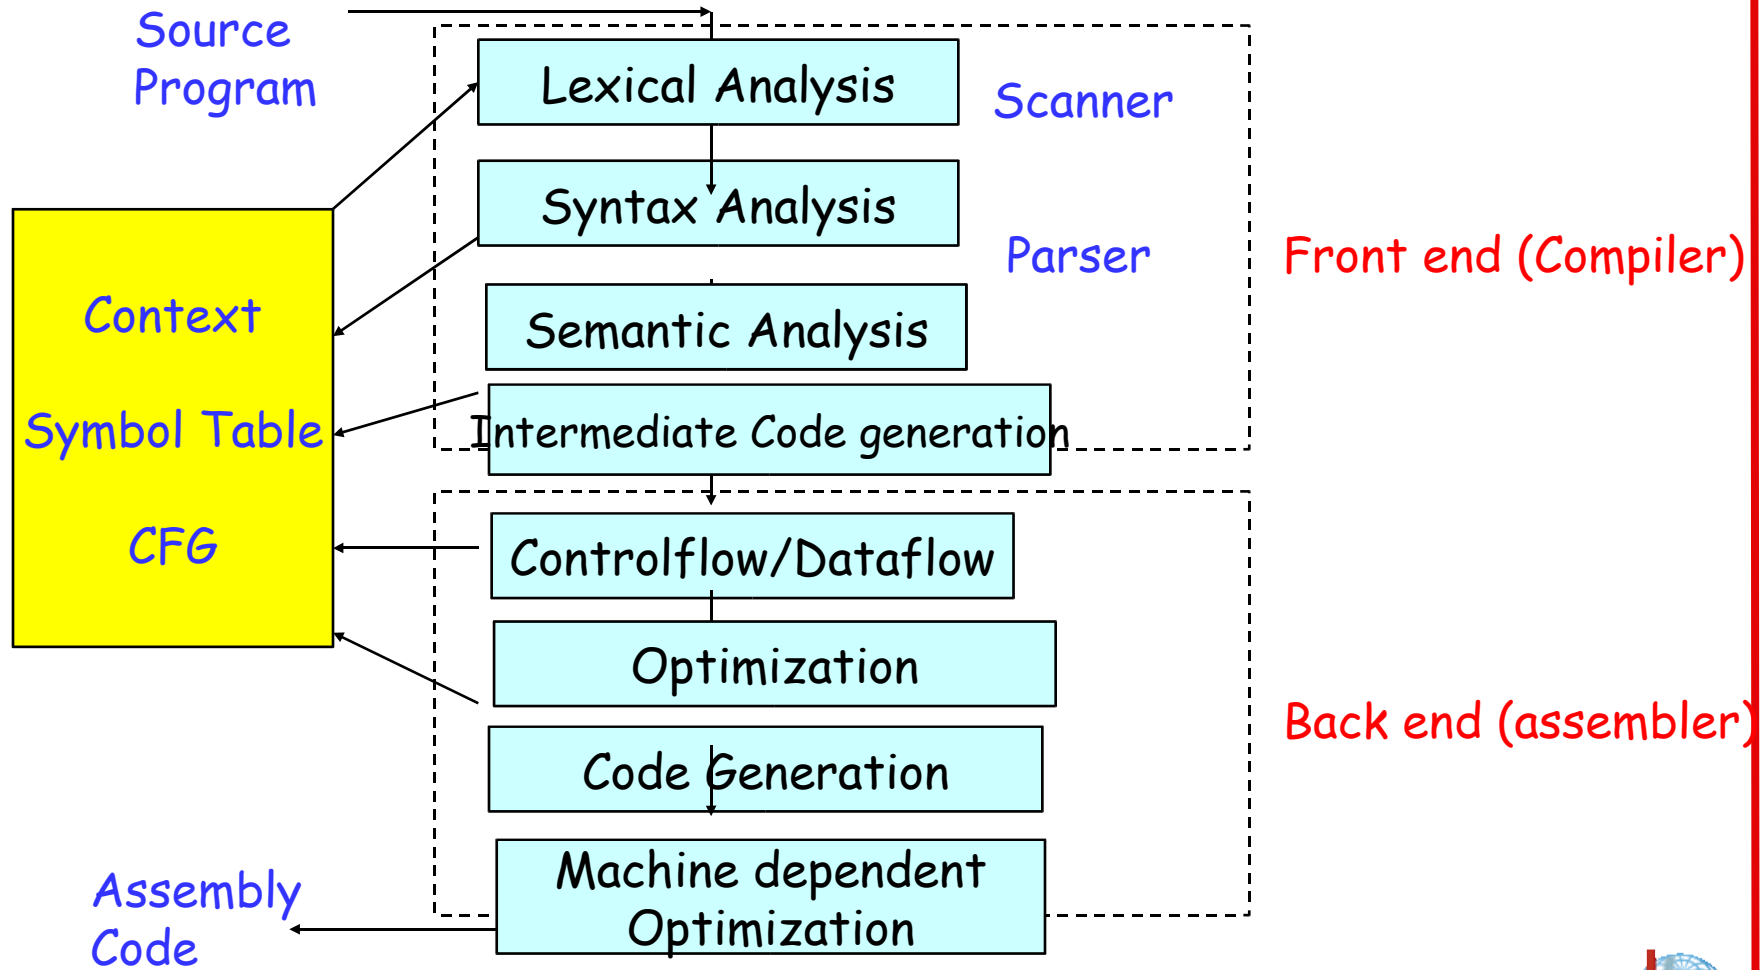 Source
Program
Lexical Analysis
Scanner
Syntax Analysis
Parser
Front end (Compiler)
Context
Semantic Analysis
Symbol Table
Intermediate Code generation
CFG
Controlflow/Dataflow
Optimization
Back end (assembler)
Code Generation
Machine dependent
Optimization
Assembly
Code